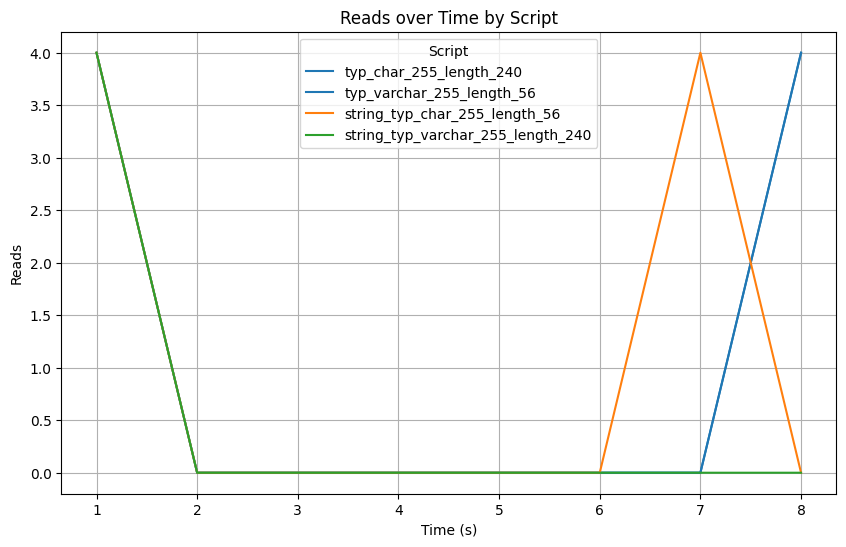 Reads over Time by Script
Script
typ_char_255_length_240
typ_varchar_255_length_56
string_typ_char_255_length_56
string_typ_varchar_255_length_240
Reads
4.0
3.5
3.0
2.5
2.0
1.5
1.0
0.5
0.0
1 2 3 4 5 6 7 8
Time (s)